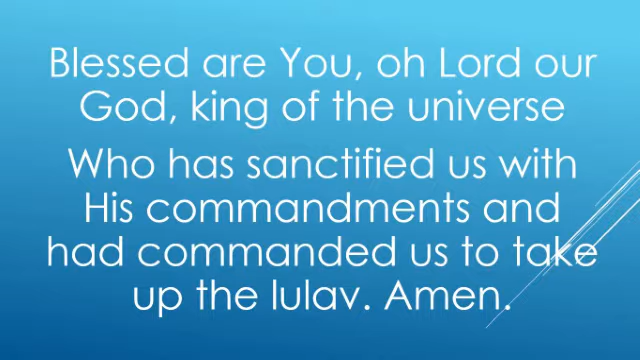 Blessed are You, oh Lord our
God, king of the universe
Who has sanctified us with
His commandments and
had commanded us to take
up the lulav. Amen.